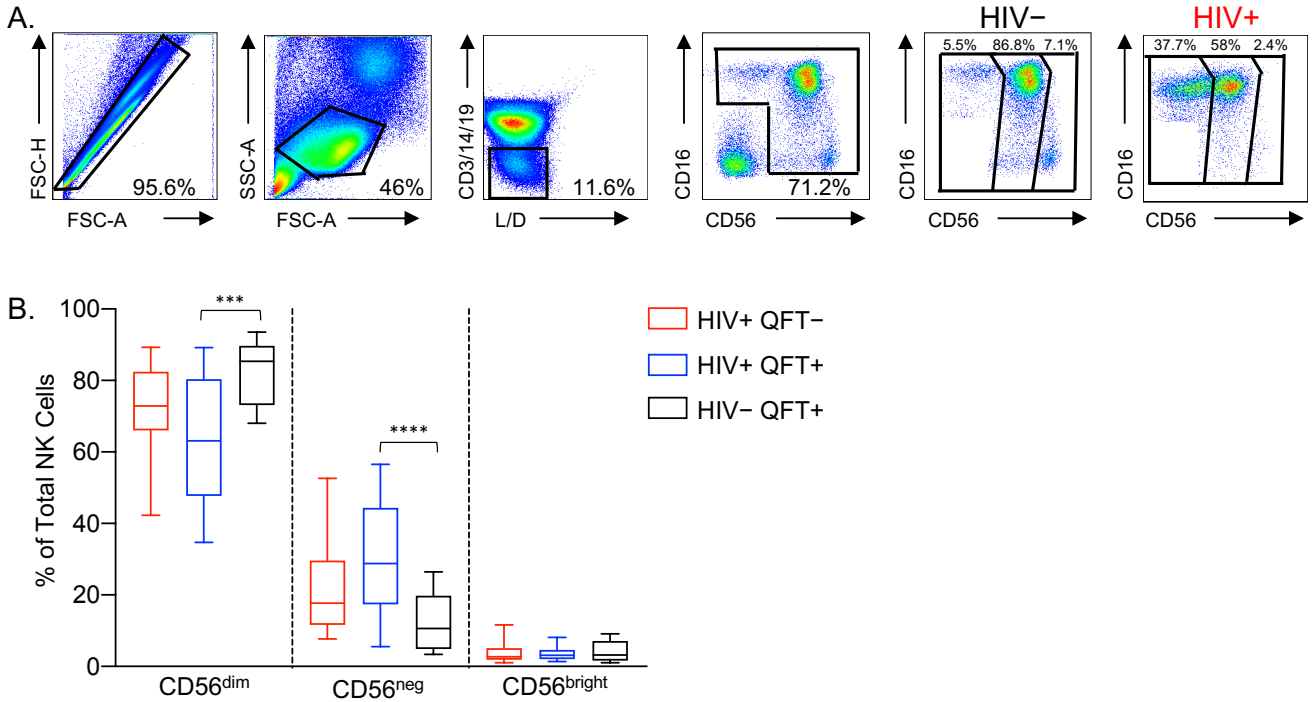 A.
HIV− HIV+
FSC-H
95.6%
FSC-A
SSC-A
46%
FSC-A
CD3/14/19
11.6%
L/D
CD16
71.2%
CD56
5.5% 86.8% 7.1%
CD16
CD56
37.7% 58% 2.4%
CD16
CD56
B.
% of Total NK Cells
100
80
60
40
20
0
***
****
CD56dim CD56neg CD56bright
HIV+ QFT−
HIV+ QFT+
HIV− QFT+